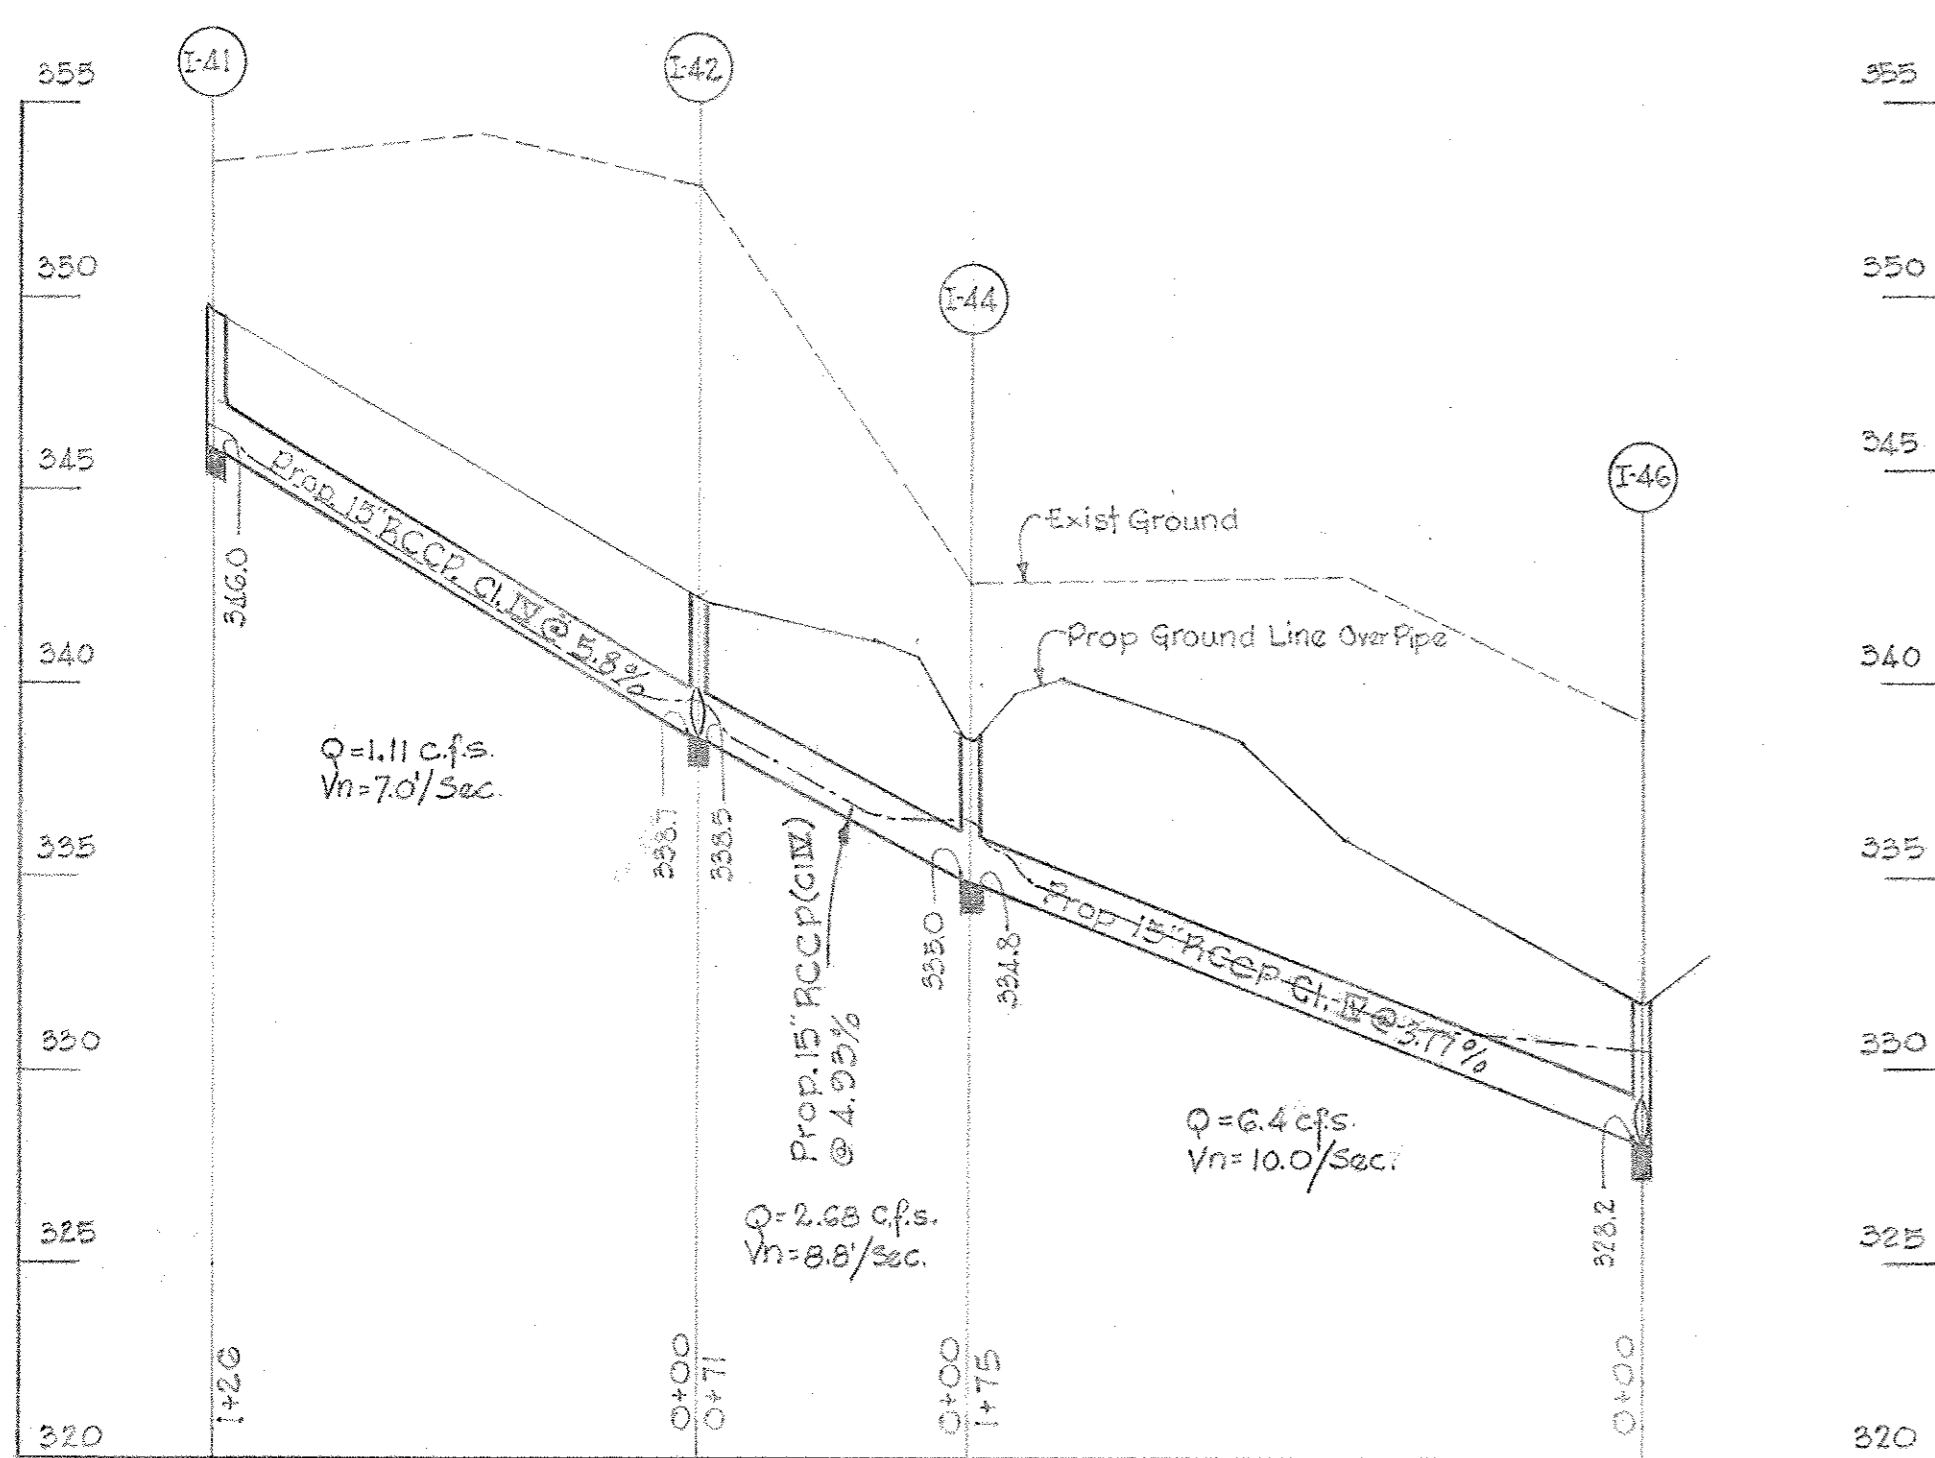 I-41
I-42
355
355
350
350
I-44
345
345
I-46
Exist Ground
Prop. 15" RCCP. Cl. IV @ 5.8%
346.0
340
Prop Ground Line Over Pipe
340
Q=1.11 c.f.s.
Vn=7.0'/Sec.
338.7
338.5
335
335
335.0
334.8
Prop 15" RCCP Cl. IV @ 3.77%
Prop. 15" RCCP (Cl IV)
@ 4.93%
330
330
Q=6.4 c.f.s.
Vn=10.0'/Sec.
328.2
Q=2.68 c.f.s.
Vn=8.8'/Sec.
325
325
1+26
0+00
0+71
0+00
1+75
0+00
320
320